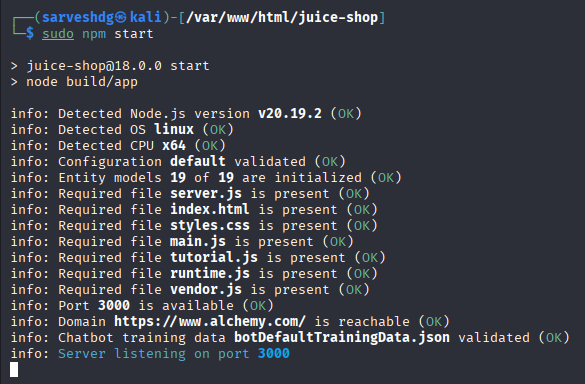 ┌──(sarveshdg㉿kali)-[/var/www/html/juice-shop]
└─$ sudo npm start
> juice-shop@18.0.0 start
> node build/app
info: Detected Node.js version v20.19.2 (OK)
info: Detected OS linux (OK)
info: Detected CPU x64 (OK)
info: Configuration default validated (OK)
info: Entity models 19 of 19 are initialized (OK)
info: Required file server.js is present (OK)
info: Required file index.html is present (OK)
info: Required file styles.css is present (OK)
info: Required file main.js is present (OK)
info: Required file tutorial.js is present (OK)
info: Required file runtime.js is present (OK)
info: Required file vendor.js is present (OK)
info: Port 3000 is available (OK)
info: Domain https://www.alchemy.com/ is reachable (OK)
info: Chatbot training data botDefaultTrainingData.json validated (OK)
info: Server listening on port 3000